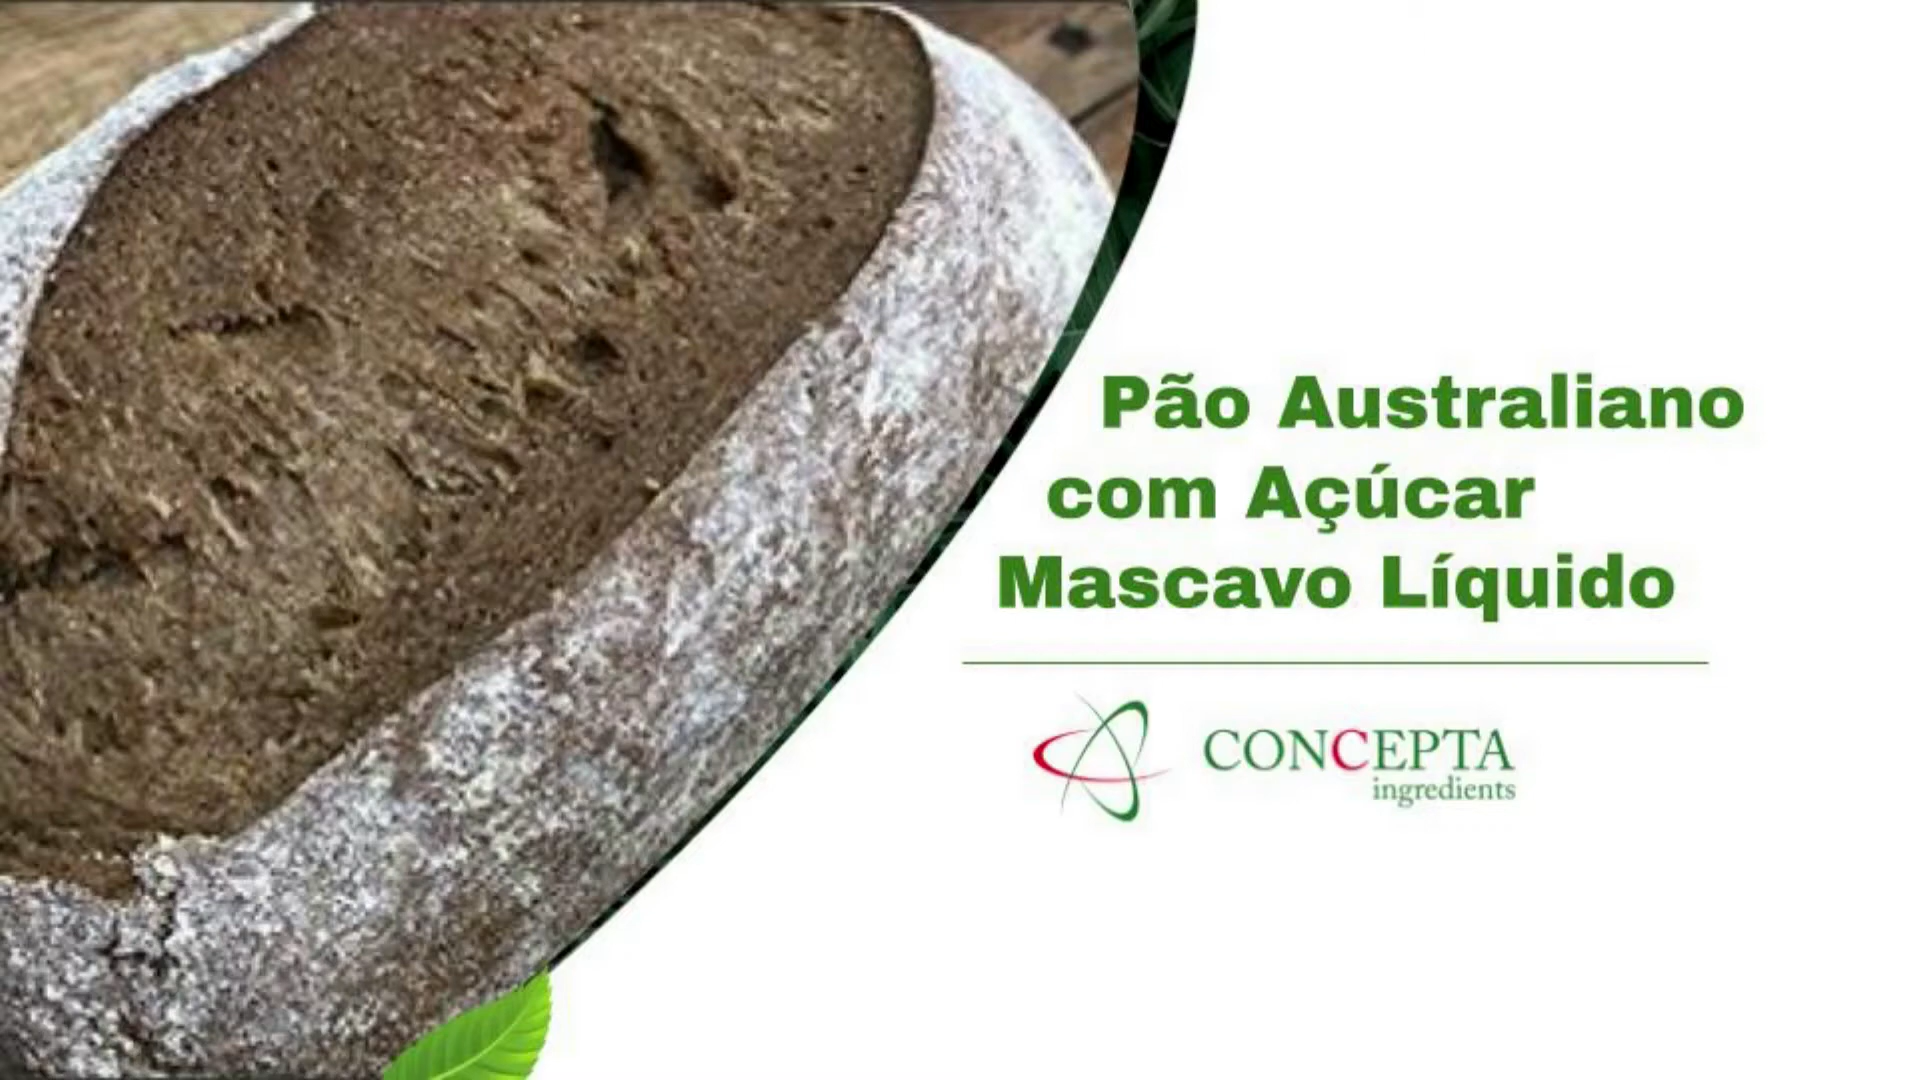 Pão Australiano
com Açúcar
Mascavo Líquido
CONCEPTA
ingredients